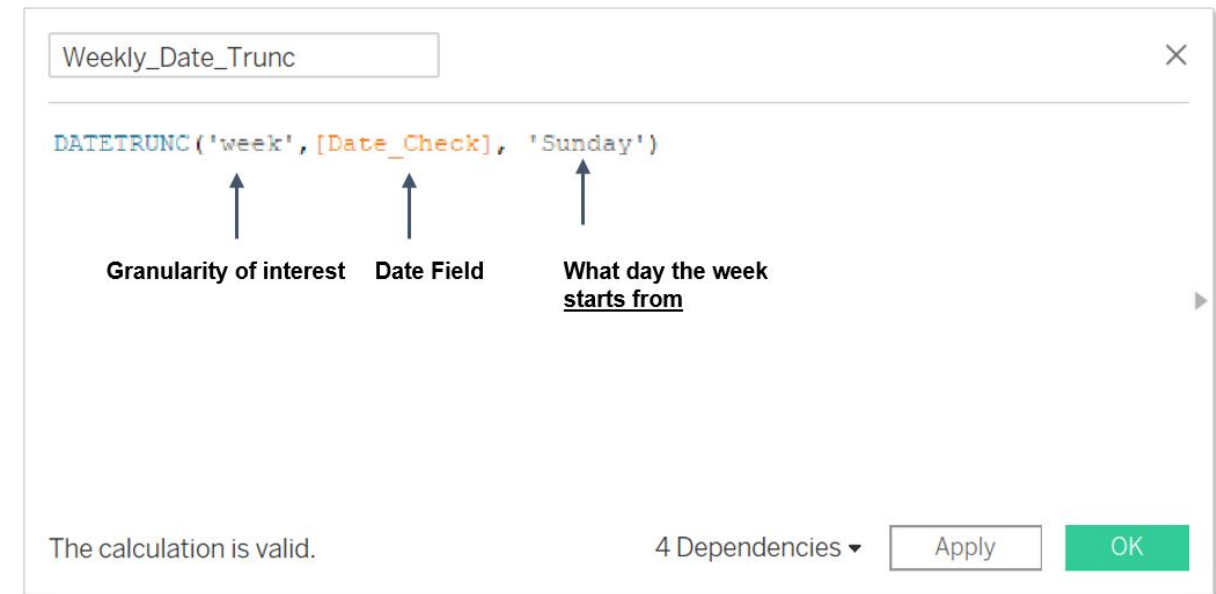 Weekly_Date_Trunc
DATETRUNC('week',[Date_Check], 'Sunday')
Granularity of interest Date Field What day the week
starts from
The calculation is valid. 4 Dependencies Apply OK